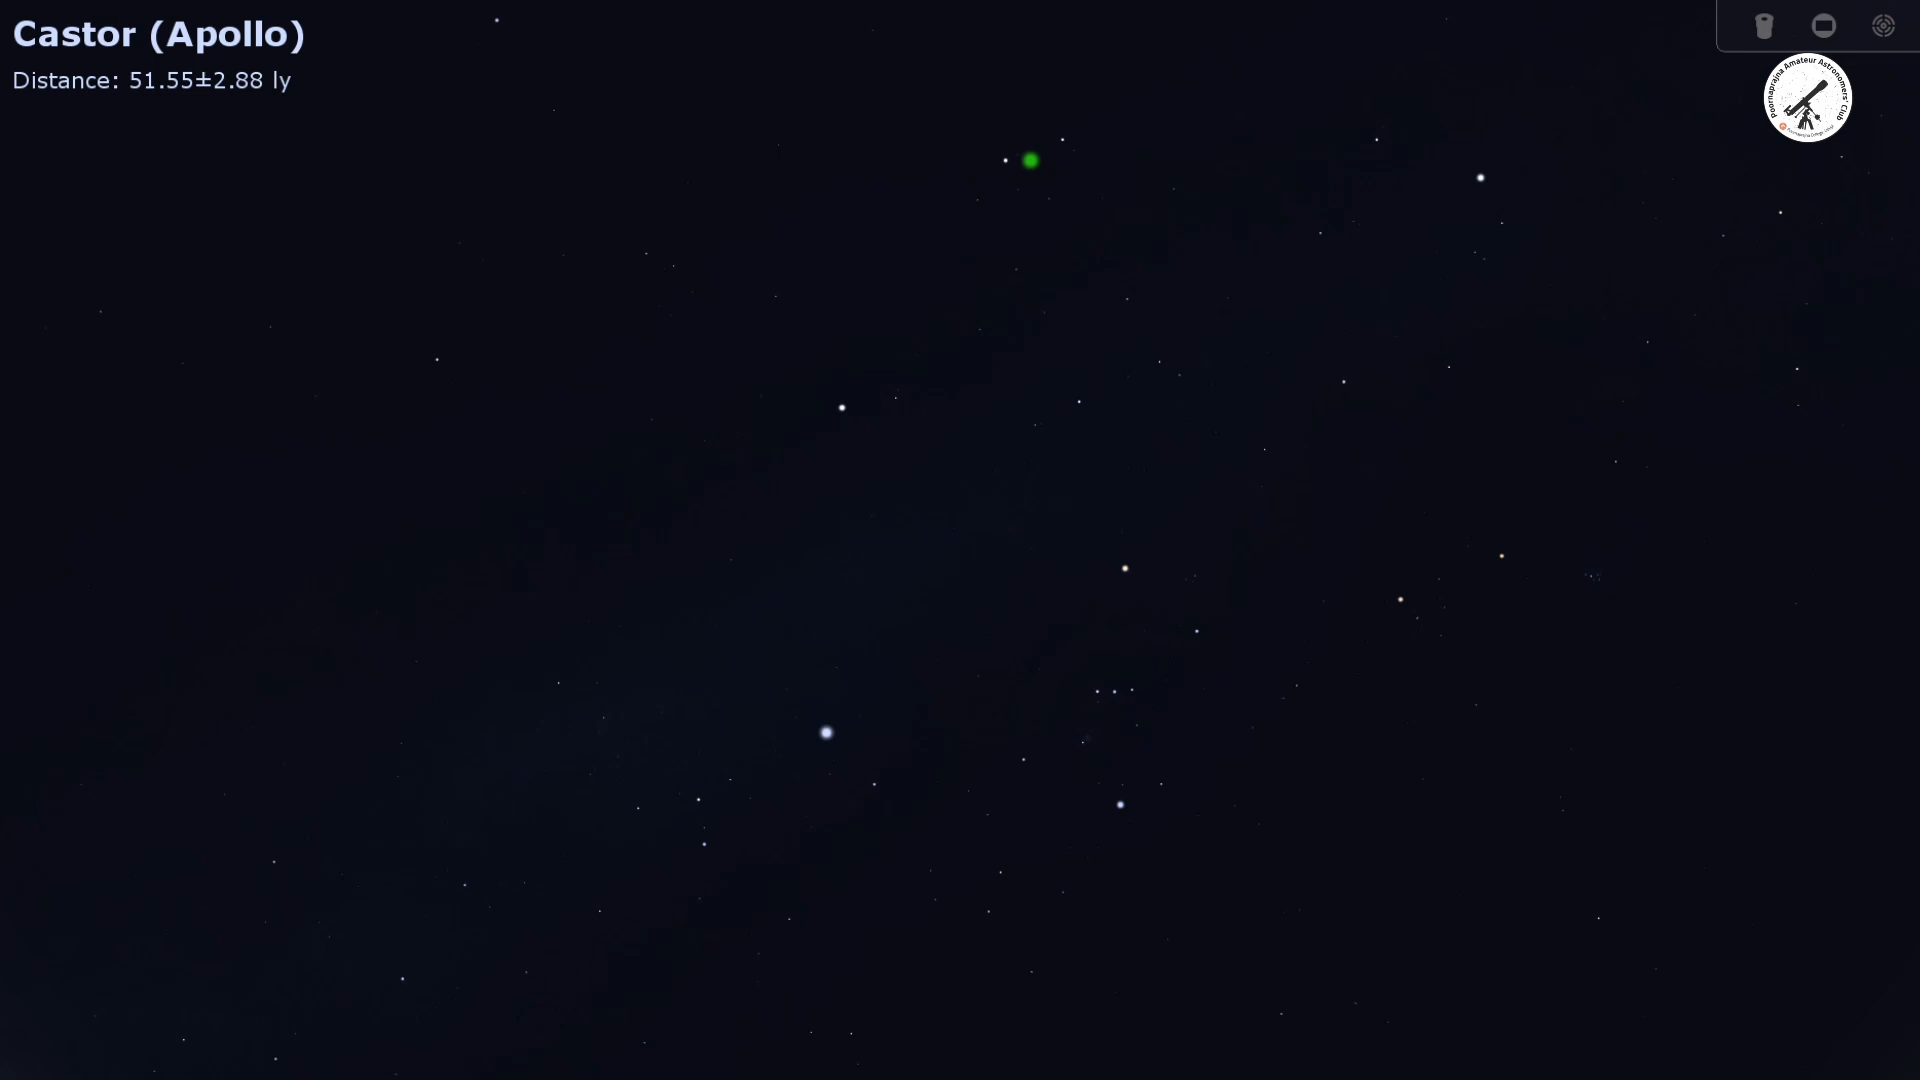 Castor (Apollo)
Distance: 51.55±2.88 ly
Poornaprajna Amateur Astronomers' Club